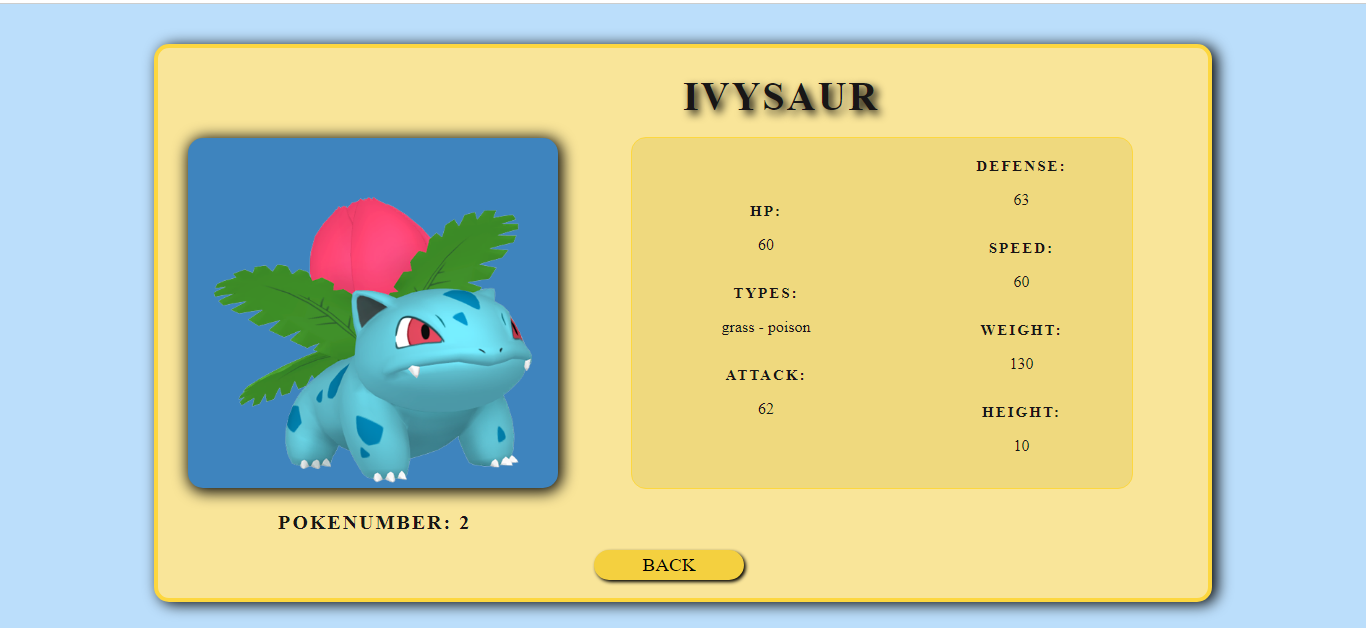 IVYSAUR
HP:
60
TYPES:
grass - poison
ATTACK:
62
DEFENSE:
63
SPEED:
60
WEIGHT:
130
HEIGHT:
10
POKENUMBER: 2
BACK